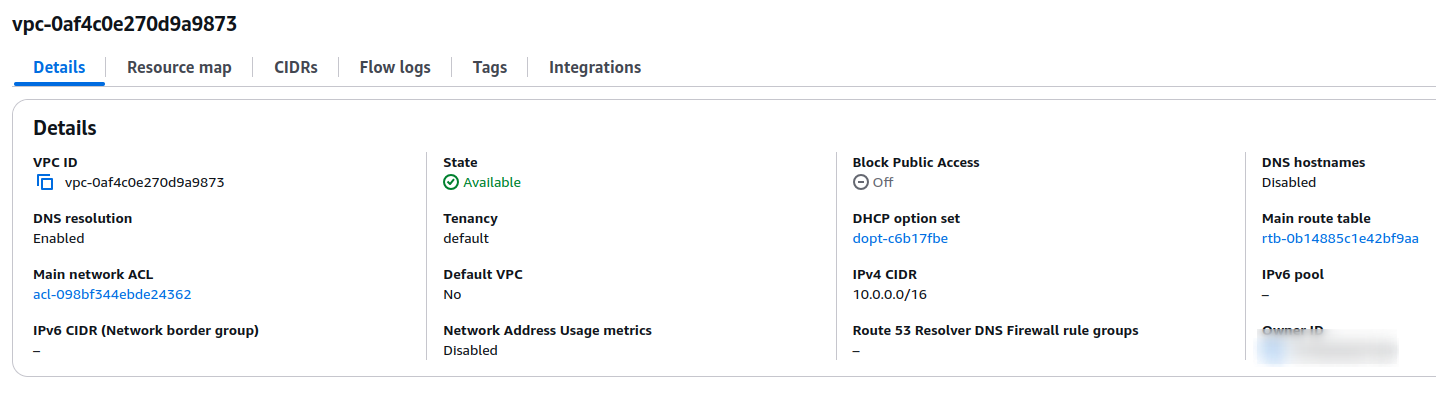 vpc-0af4c0e270d9a9873
Details
Resource map
CIDRs
Flow logs
Tags
Integrations
Details
VPC ID
vpc-0af4c0e270d9a9873
State
Available
Block Public Access
Off
DNS hostnames
Disabled
DNS resolution
Enabled
Tenancy
default
DHCP option set
dopt-c6b17fbe
Main route table
rtb-0b14885c1e42bf9aa
Main network ACL
acl-098bf344ebde24362
Default VPC
No
IPv4 CIDR
10.0.0.0/16
IPv6 pool
–
IPv6 CIDR (Network border group)
–
Network Address Usage metrics
Disabled
Route 53 Resolver DNS Firewall rule groups
–
Owner ID